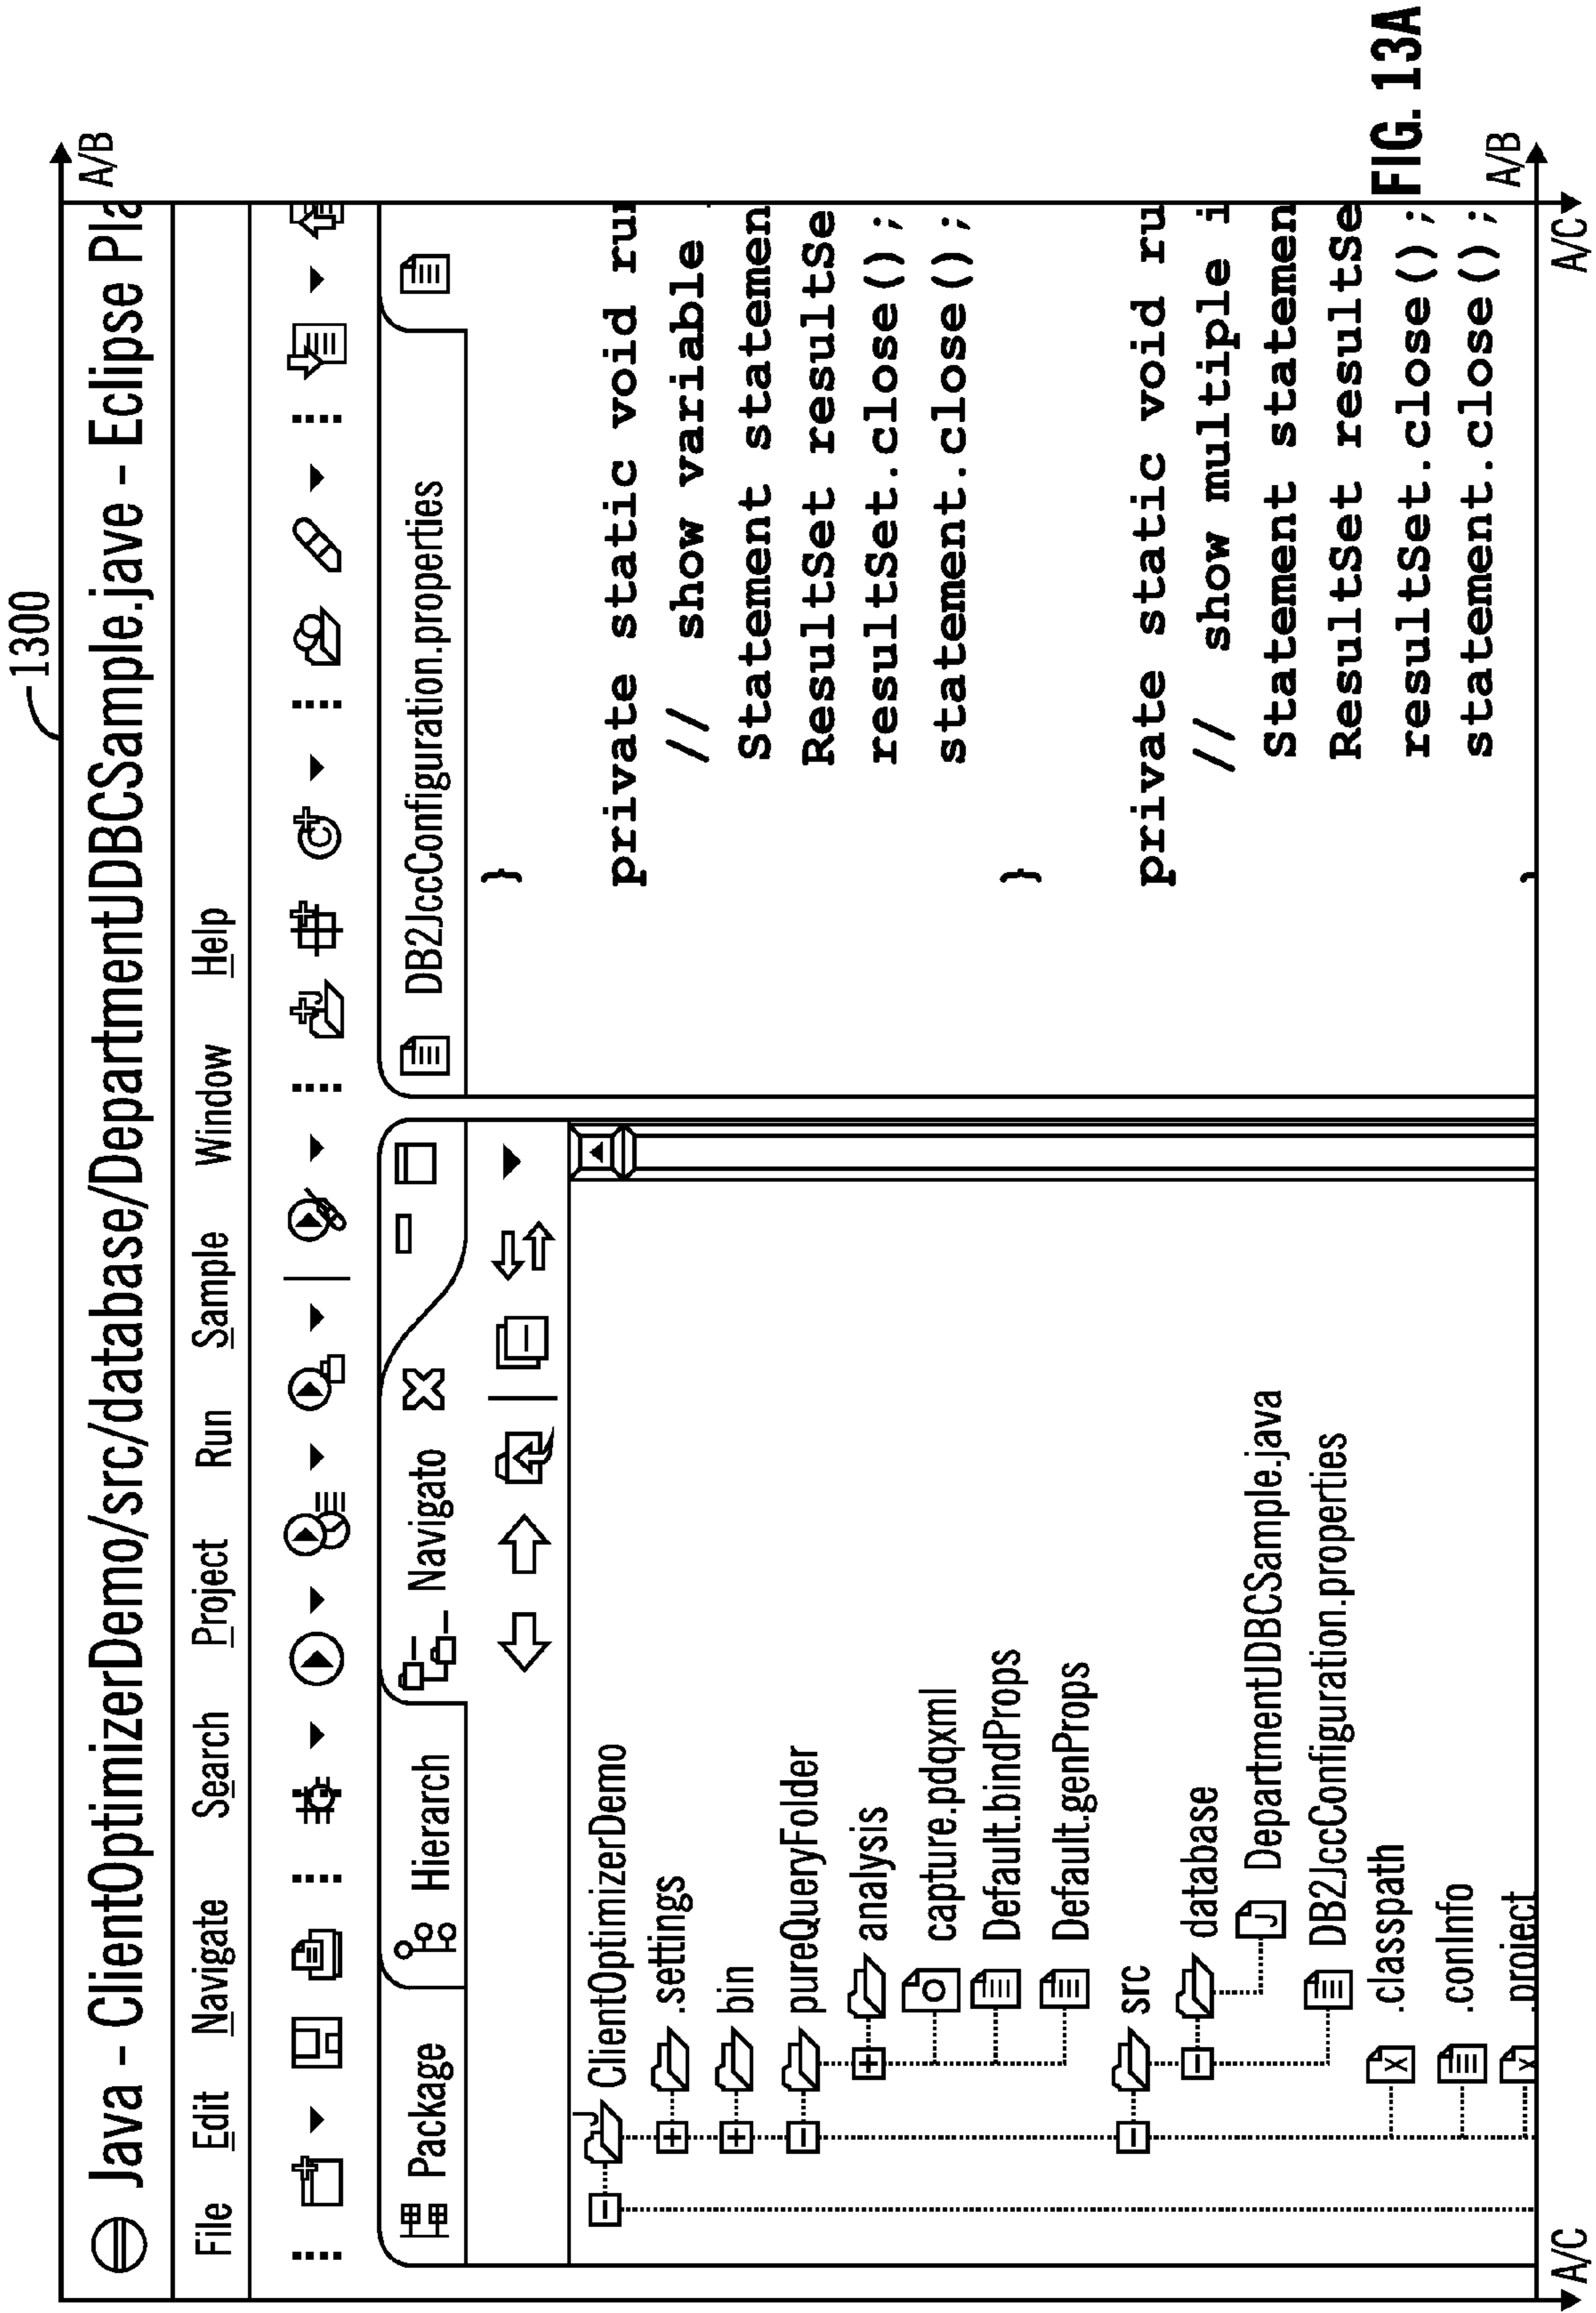 1300
A/B
Java - ClientOptimizerDemo/src/database/DepartmentJDBCSample.jave - Eclipse Pla
File Edit Navigate Search Project Run Sample Window Help
Package Hierarch Navigato
DB2JccConfiguration.properties
ClientOptimizerDemo
.settings
bin
pureQueryFolder
analysis
capture.pdqxml
Default.bindProps
Default.genProps
src
database
DepartmentJDBCSample.java
DB2JccConfiguration.properties
.classpath
.conInfo
.project
}
private static void run
// show variable
Statement statemen
ResultSet resultSe
resultSet.close();
statement.close();
}
private static void ru
// show multiple i
Statement statemen
ResultSet resultSe
resultSet.close();
statement.close();
}
A/C
A/C
A/B
FIG. 13A